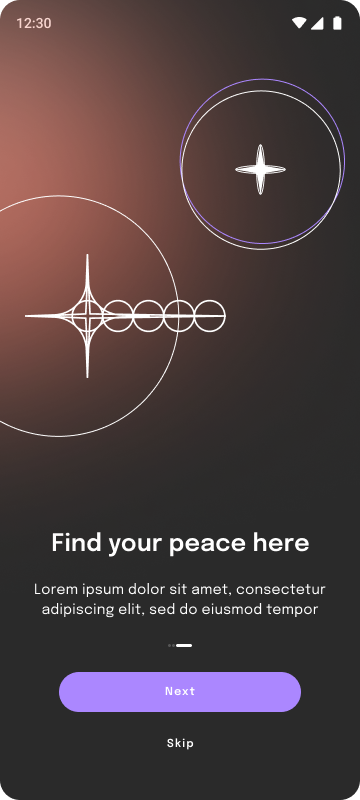 12:30
Find your peace here
Lorem ipsum dolor sit amet, consectetur
adipiscing elit, sed do eiusmod tempor
Next
Skip